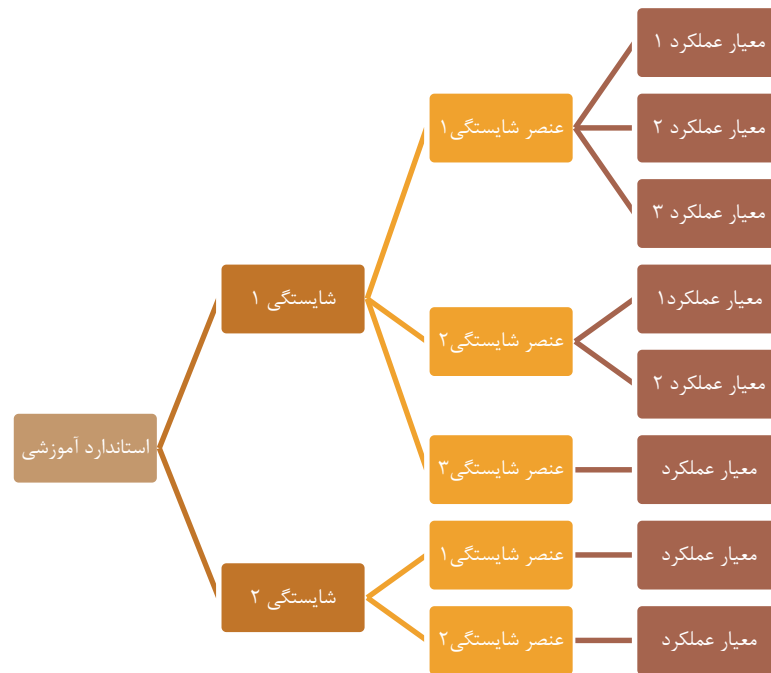 استاندارد آموزشی
شایستگی ۱
عنصر شایستگی۱
معیار عملکرد ۱
معیار عملکرد ۲
معیار عملکرد ۳
عنصر شایستگی۲
معیار عملکرد۱
معیار عملکرد ۲
عنصر شایستگی۳
معیار عملکرد
شایستگی ۲
عنصر شایستگی۱
معیار عملکرد
عنصر شایستگی۲
معیار عملکرد